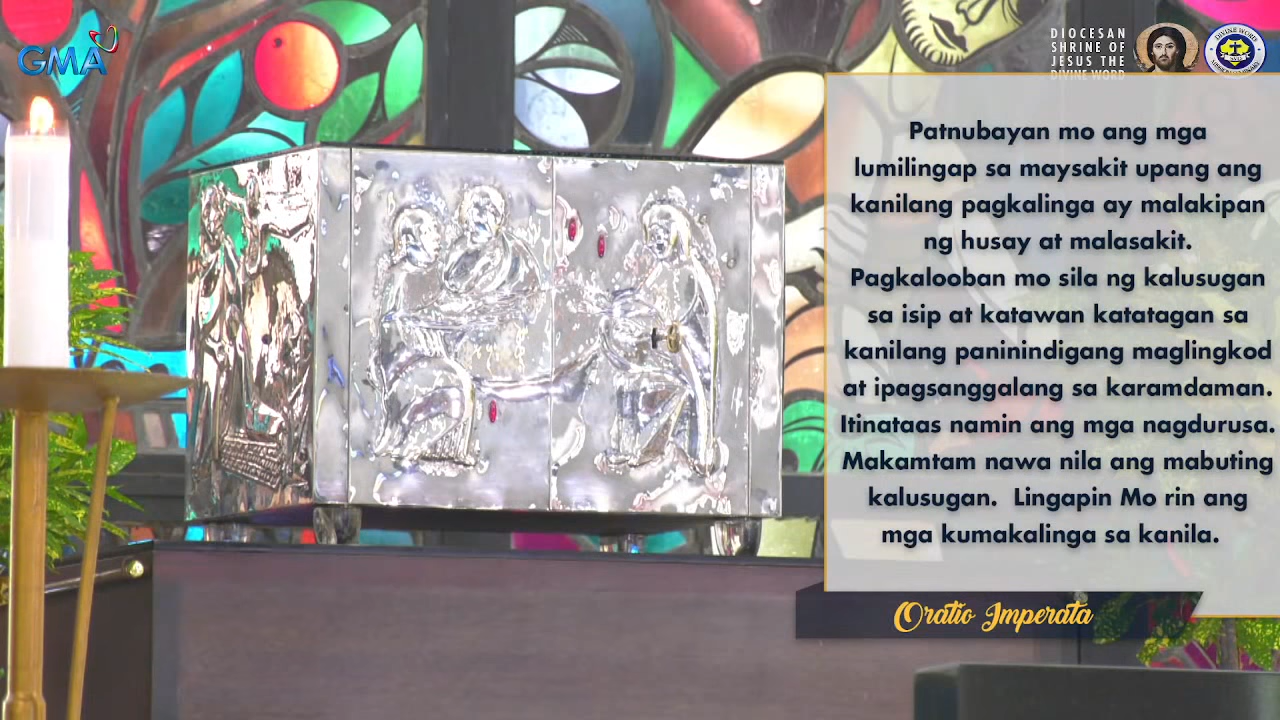 GMA
DIOCESAN
SHRINE OF
JESUS THE
DIVINE WORD
Patnubayan mo ang mga
lumilingap sa maysakit upang ang
kanilang pagkalinga ay malakipan
ng husay at malasakit.
Pagkalooban mo sila ng kalusugan
sa isip at katawan katatagan sa
kanilang paninindigang maglingkod
at ipagsanggalang sa karamdaman.
Itinataas namin ang mga nagdurusa.
Makamtam nawa nila ang mabuting
kalusugan.  Lingapin Mo rin ang
mga kumakalinga sa kanila.
Oratio Imperata